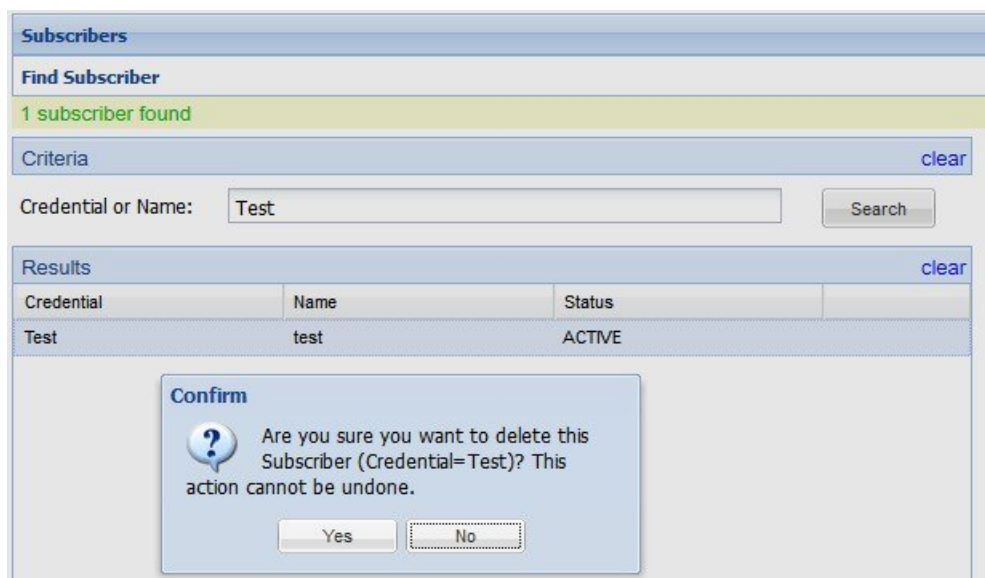 Subscribers
Find Subscriber
1 subscriber found
Criteria clear
Credential or Name: Test Search
Results clear
Credential Name Status
Test test ACTIVE
Confirm
? Are you sure you want to delete this
Subscriber (Credential=Test)? This
action cannot be undone.
Yes No